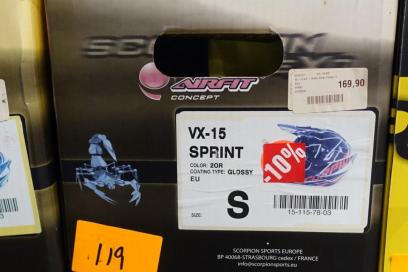 SCORPION
AIRFIT
CONCEPT
169,90
VX-15
SPRINT
COLOR: 2OR
COATING TYPE: GLOSSY
EU
-10%
SIZE:
S
15-115-78-03
119
SCORPION SPORTS EUROPE
BP 40068-STRASBOURG cedex / FRANCE
info@scorpionsports.eu